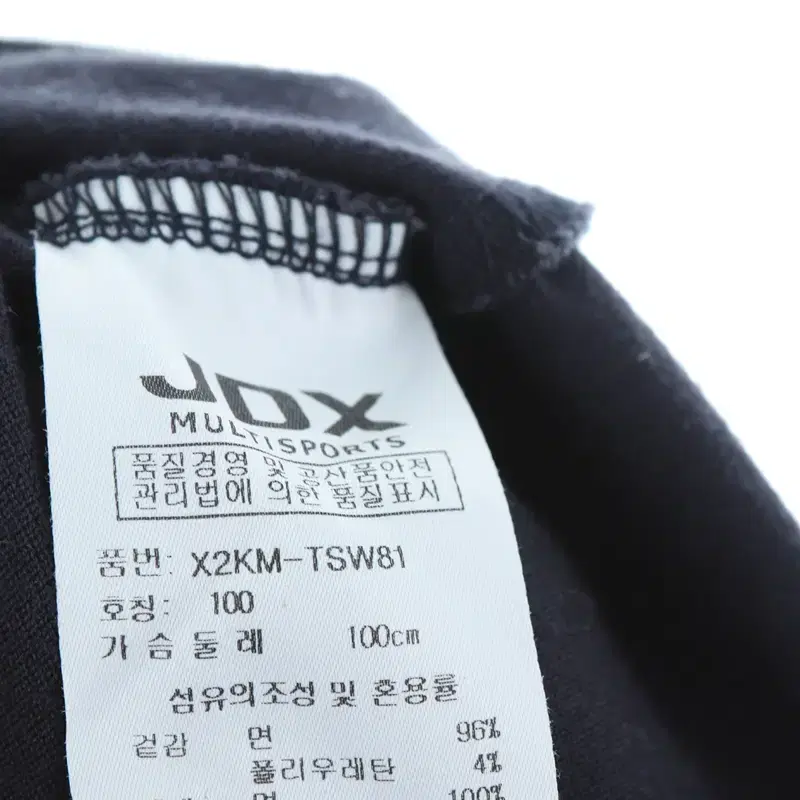 JDX
MULTISPORTS
품질경영 및 공산품안전
관리법에 의한 품질표시
품번: X2KM-TSW81
호칭: 100
가 슴 둘 레 100cm
섬유의조성 및 혼용률
겉감 면 96%
폴리우레탄 4%
면 100%